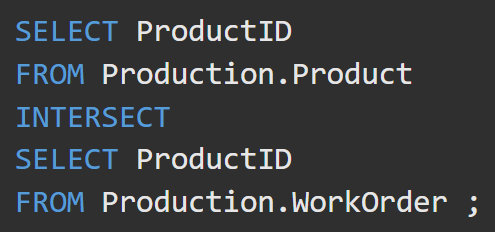 SELECT ProductID
FROM Production.Product
INTERSECT
SELECT ProductID
FROM Production.WorkOrder ;